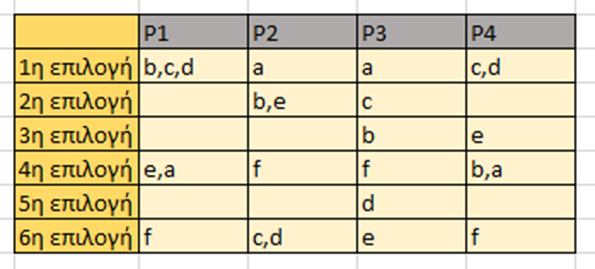 P1 P2 P3 P4
1η επιλογή b,c,d a a c,d
2η επιλογή b,e c
3η επιλογή b e
4η επιλογή e,a f f b,a
5η επιλογή d
6η επιλογή f c,d e f